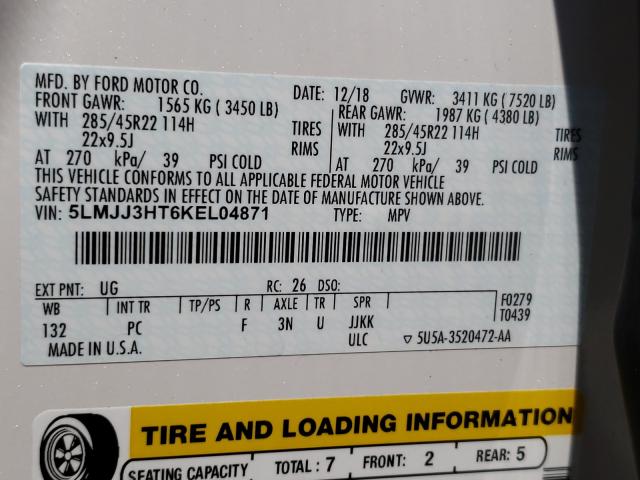 MFD. BY FORD MOTOR CO.
DATE: 12/18 GVWR: 3411 KG ( 7520 LB)
FRONT GAWR: 1565 KG ( 3450 LB) REAR GAWR: 1987 KG ( 4380 LB)
WITH 285/45R22 114H TIRES WITH 285/45R22 114H TIRES
22x9.5J RIMS 22x9.5J RIMS
AT 270 kPa/ 39 PSI COLD AT 270 kPa/ 39 PSI COLD
THIS VEHICLE CONFORMS TO ALL APPLICABLE FEDERAL MOTOR VEHICLE
SAFETY STANDARDS IN EFFECT ON THE DATE OF MANUFACTURE SHOWN ABOVE.
VIN: 5LMJJ3HT6KEL04871 TYPE: MPV
EXT PNT: UG RC: 26 DSO:
WB INT TR TP/PS R AXLE TR SPR F0279
T0439
132 PC F 3N U JJKK
ULC
MADE IN U.S.A. ▽ 5U5A-3520472-AA
TIRE AND LOADING INFORMATION
SEATING CAPACITY TOTAL : 7 FRONT: 2 REAR: 5